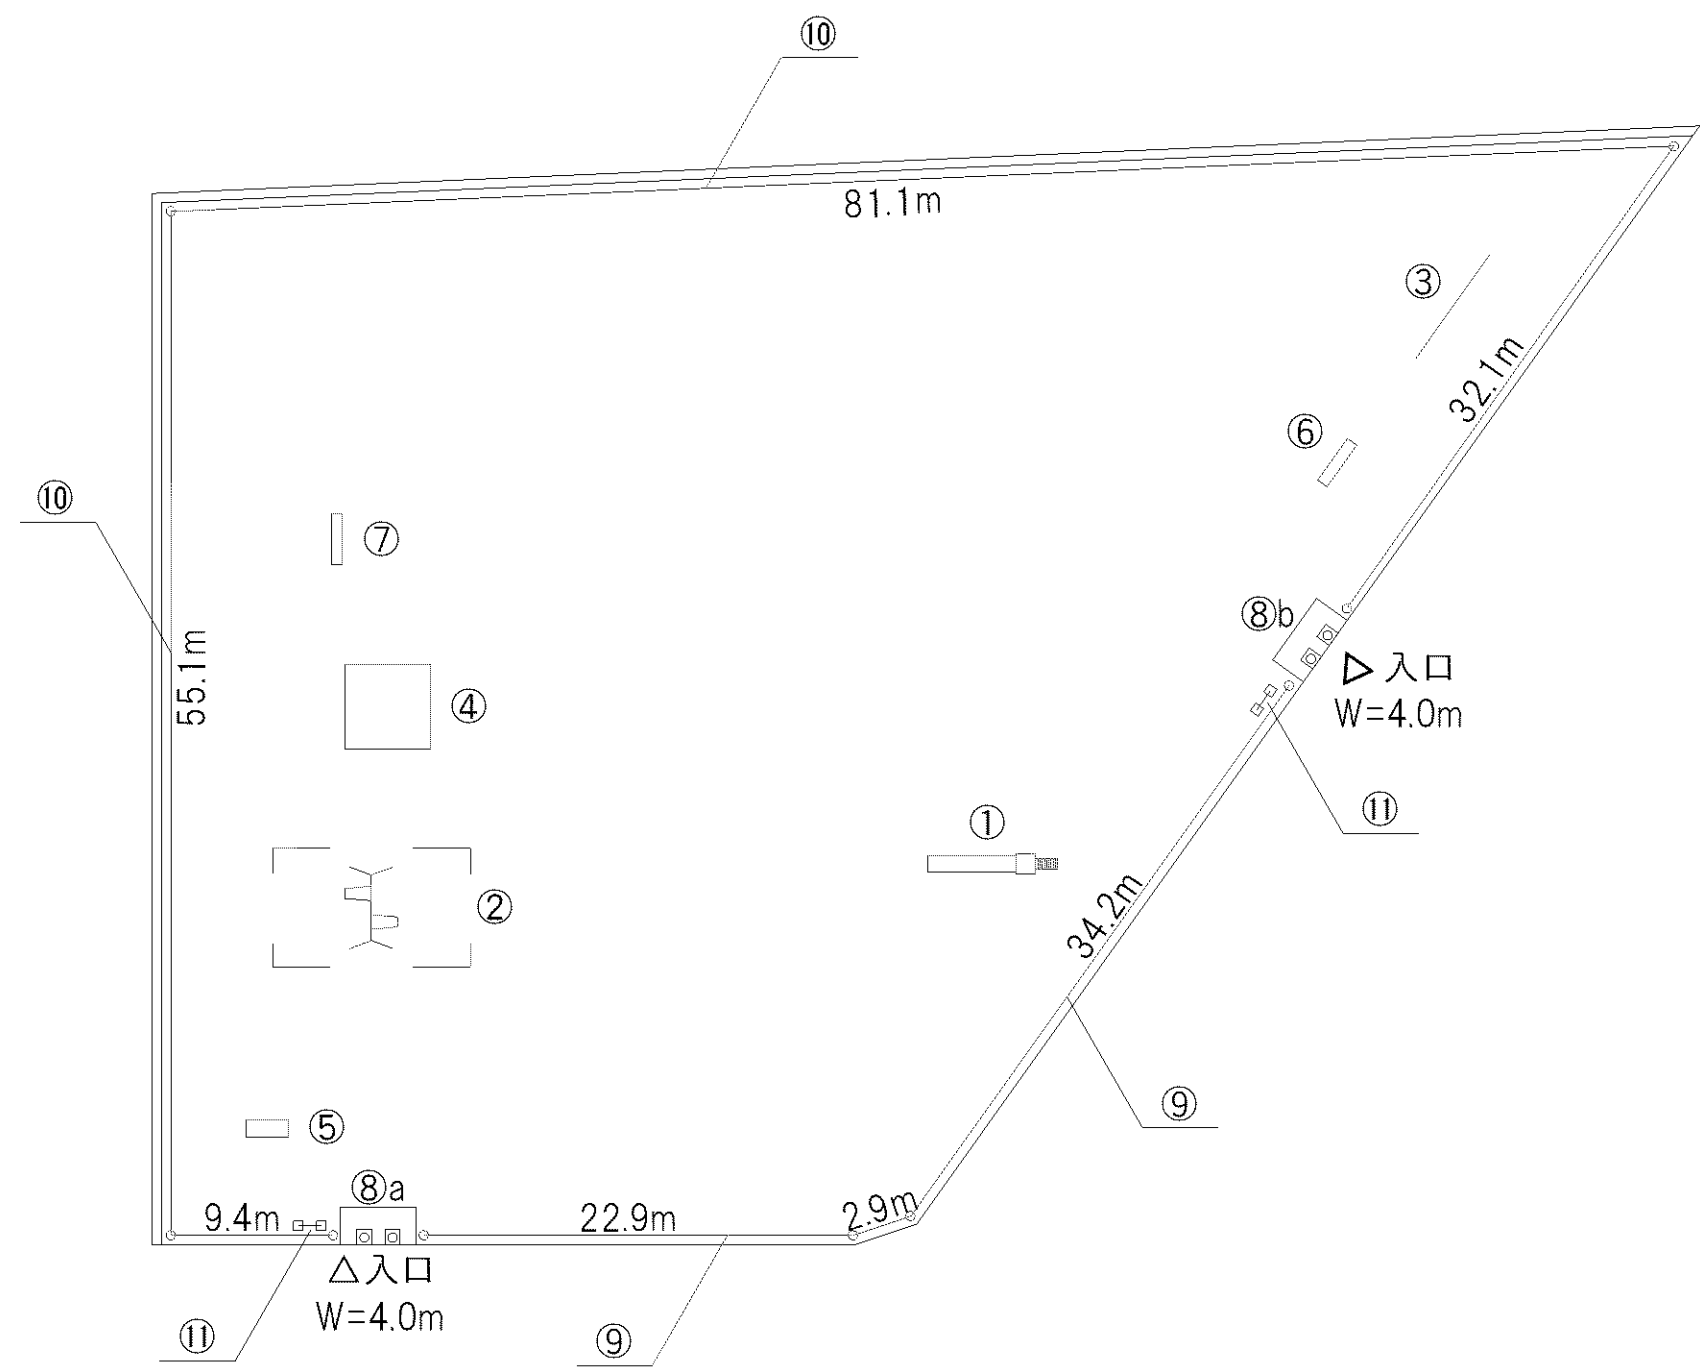 ⑩
81.1m
③
32.1m
⑥
⑩
⑦
⑧b
▷ 入口
W=4.0m
55.1m
④
⑪
①
34.2m
②
⑨
⑤
⑧a
9.4m
22.9m
2.9m
△入口
W=4.0m
⑪
⑨